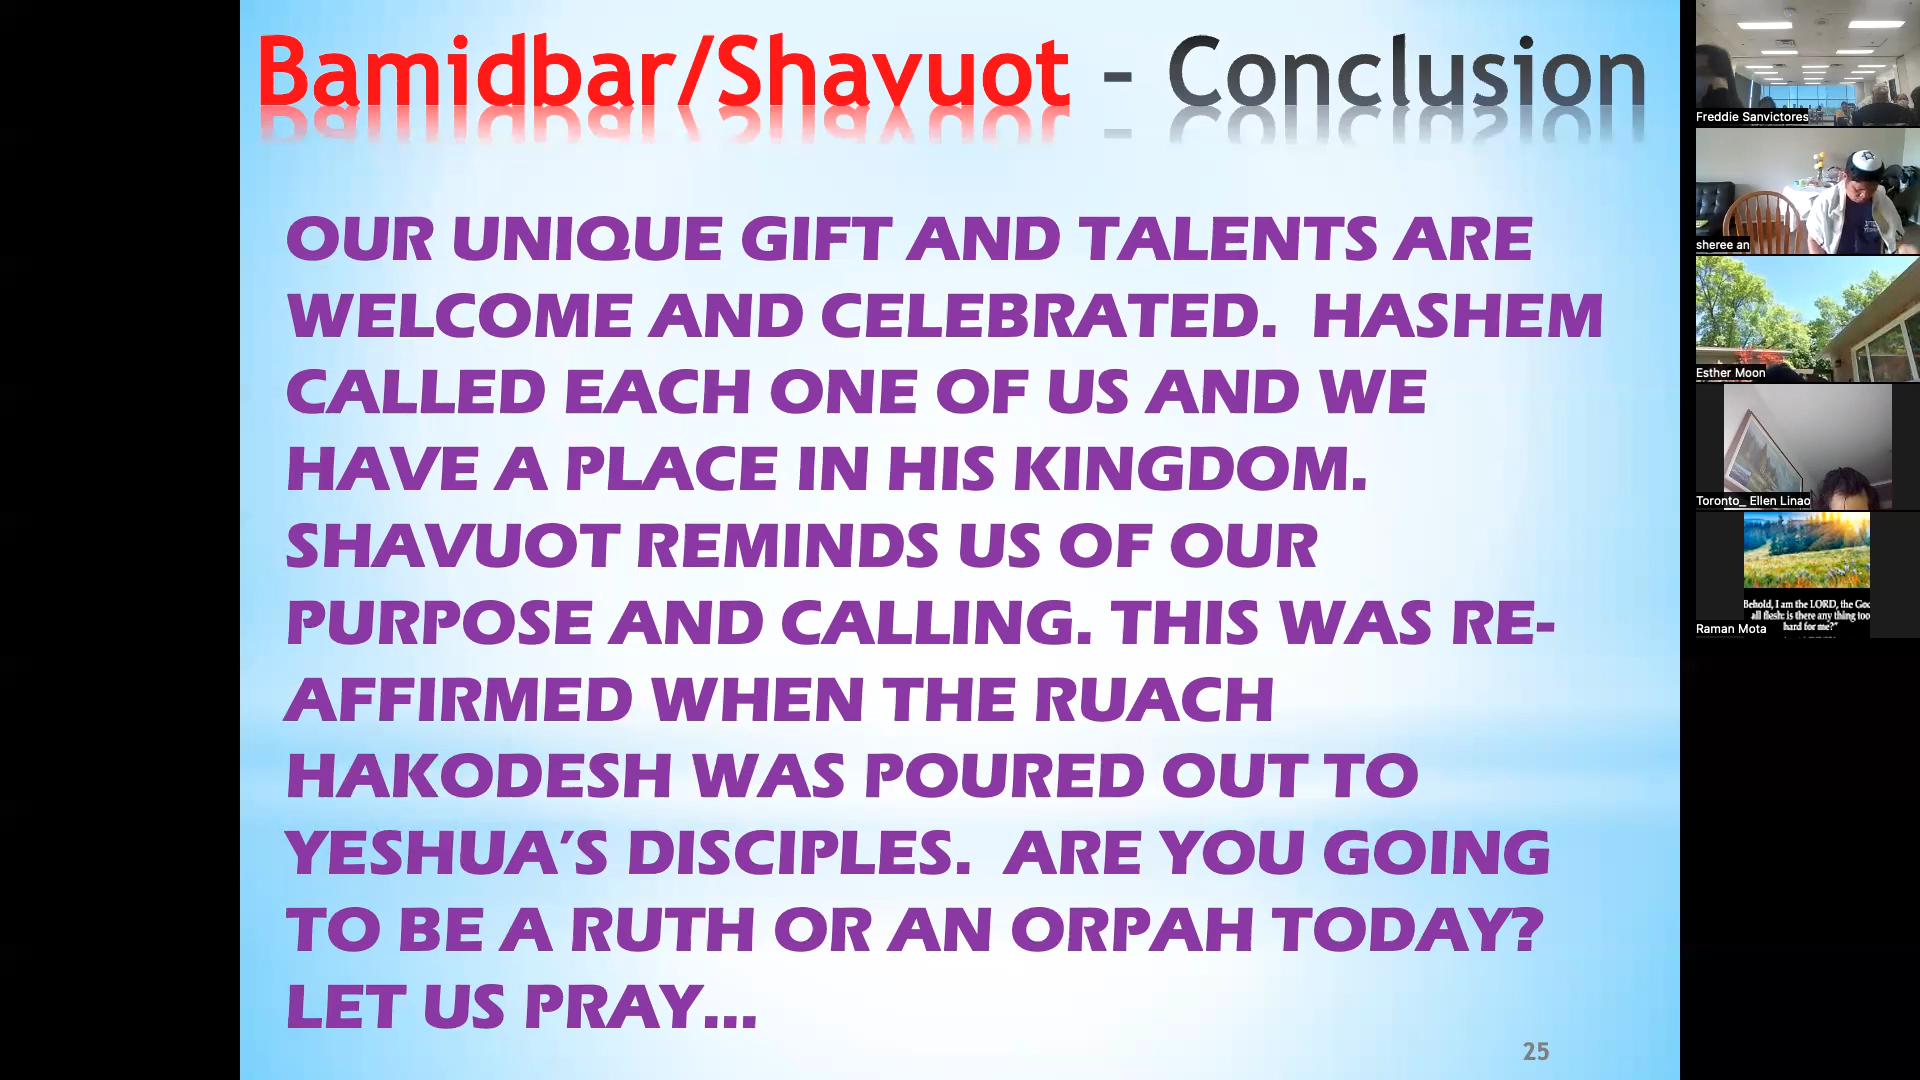 Bamidbar/Shavuot - Conclusion
OUR UNIQUE GIFT AND TALENTS ARE
WELCOME AND CELEBRATED.  HASHEM
CALLED EACH ONE OF US AND WE
HAVE A PLACE IN HIS KINGDOM.
SHAVUOT REMINDS US OF OUR
PURPOSE AND CALLING. THIS WAS RE-
AFFIRMED WHEN THE RUACH
HAKODESH WAS POURED OUT TO
YESHUA’S DISCIPLES.  ARE YOU GOING
TO BE A RUTH OR AN ORPAH TODAY?
LET US PRAY…
25
Freddie Sanvictores
sheree an
Esther Moon
Toronto_ Ellen Linao
Behold, I am the LORD, the Goo
all flesh: is there any thing too
hard for me?”
Raman Mota